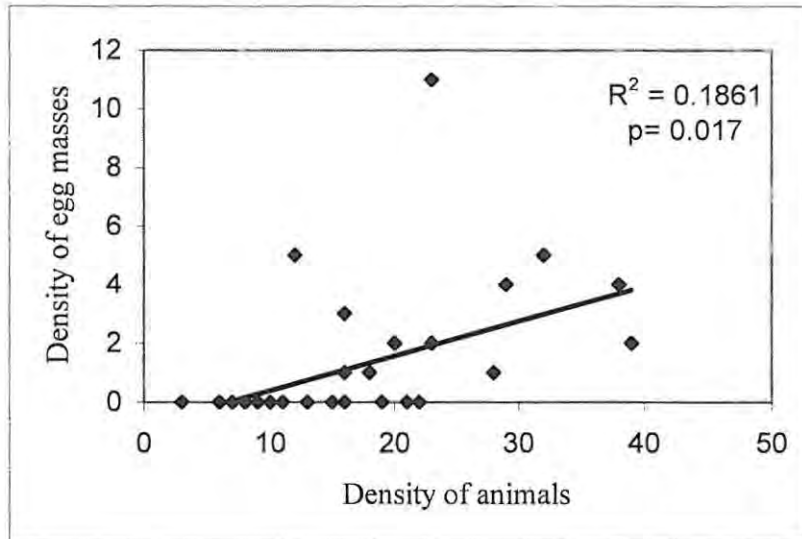 12
10
8
6
4
2
0
Density of egg masses
R² = 0.1861
p= 0.017
0 10 20 30 40 50
Density of animals